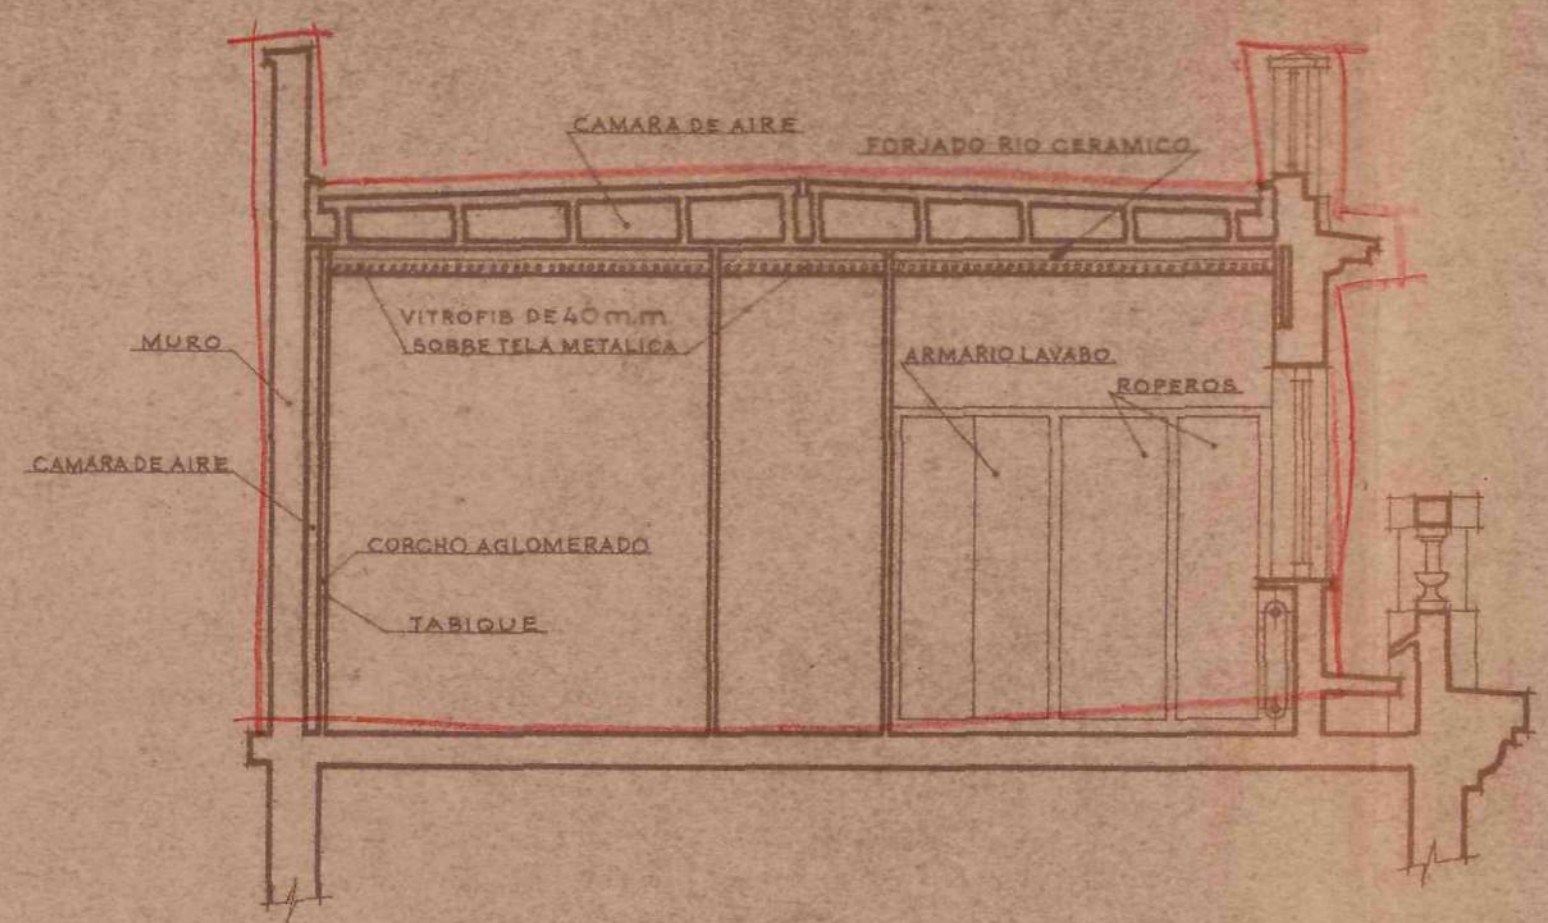 CAMARA DE AIRE
FORJADO RIO CERAMICO
VITROFIB DE 40 m.m.
SOBRE TELA METALICA
MURO
ARMARIO LAVABO
ROPEROS
CAMARA DE AIRE
CORCHO AGLOMERADO
TABIQUE